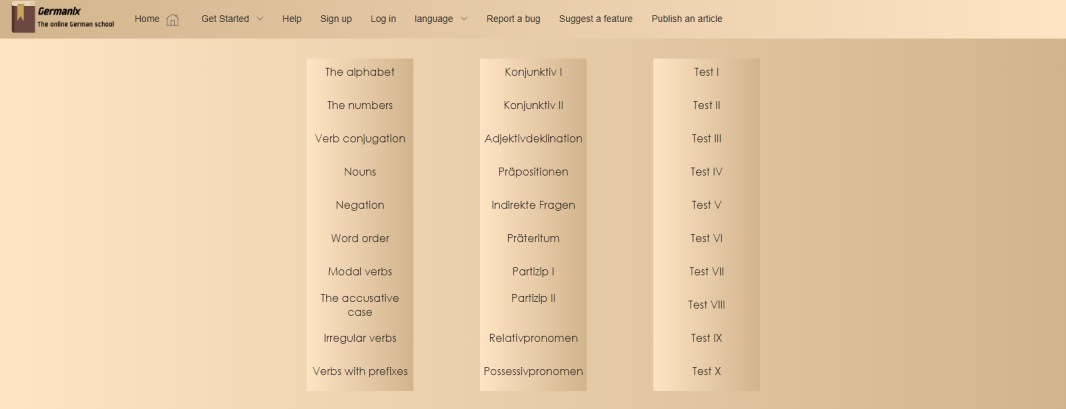 Germanix
The online German school
Home
Get Started
Help
Sign up
Log in
language
Report a bug
Suggest a feature
Publish an article
The alphabet
The numbers
Verb conjugation
Nouns
Negation
Word order
Modal verbs
The accusative
case
Irregular verbs
Verbs with prefixes
Konjunktiv I
Konjunktiv II
Adjektivdeklination
Präpositionen
Indirekte Fragen
Präteritum
Partizip I
Partizip II
Relativpronomen
Possessivpronomen
Test I
Test II
Test III
Test IV
Test V
Test VI
Test VII
Test VIII
Test IX
Test X